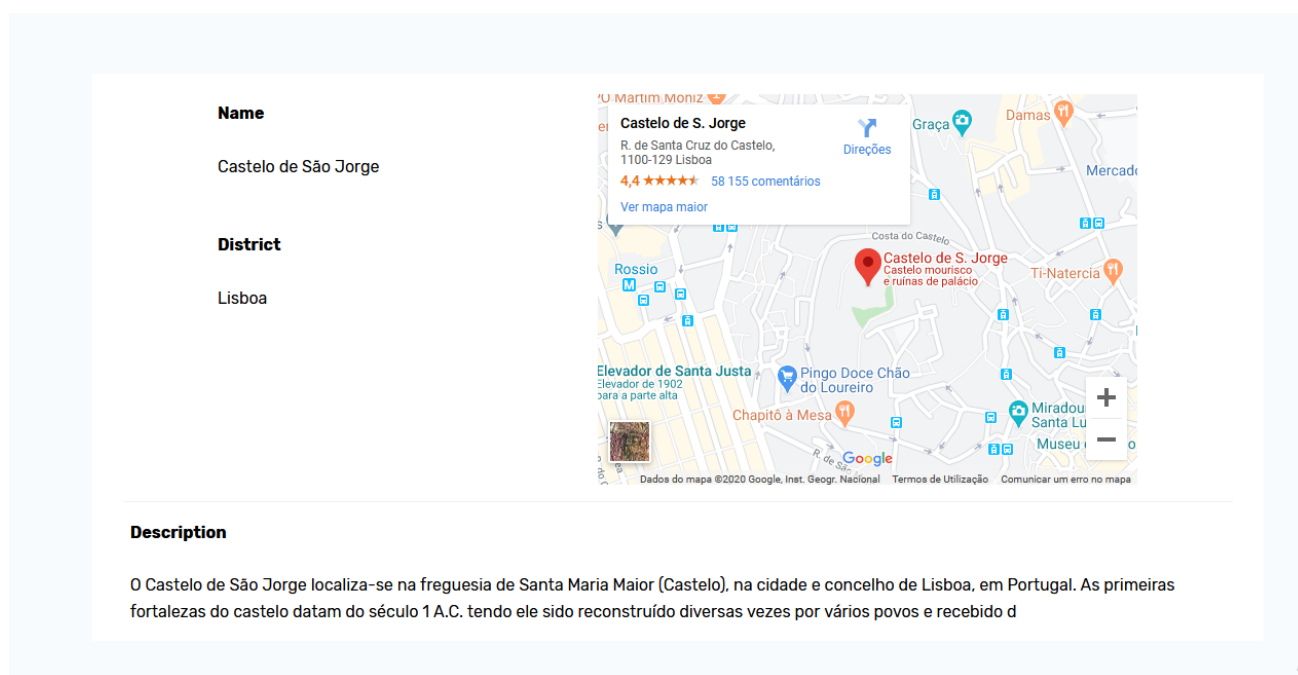 Name
Castelo de São Jorge
District
Lisboa
Martim Moniz
Castelo de S. Jorge
R. de Santa Cruz do Castelo,
1100-129 Lisboa
4,4
58 155 comentários
Ver mapa maior
Direções
Graça
Damas
Costa do Castelo
Castelo de S. Jorge
Castelo mourisco
e ruínas de palácio
Rossio
M
Ti-Natercia
Elevador de Santa Justa
Elevador de 1902
para a parte alta
Pingo Doce Chão
do Loureiro
Chapitô à Mesa
Miradou
Santa Lu
Museu
Google
Dados do mapa ©2020 Google, Inst. Geogr. Nacional
Termos de Utilização
Comunicar um erro no mapa
Description
O Castelo de São Jorge localiza-se na freguesia de Santa Maria Maior (Castelo), na cidade e concelho de Lisboa, em Portugal. As primeiras
fortalezas do castelo datam do século 1 A.C. tendo ele sido reconstruído diversas vezes por vários povos e recebido d